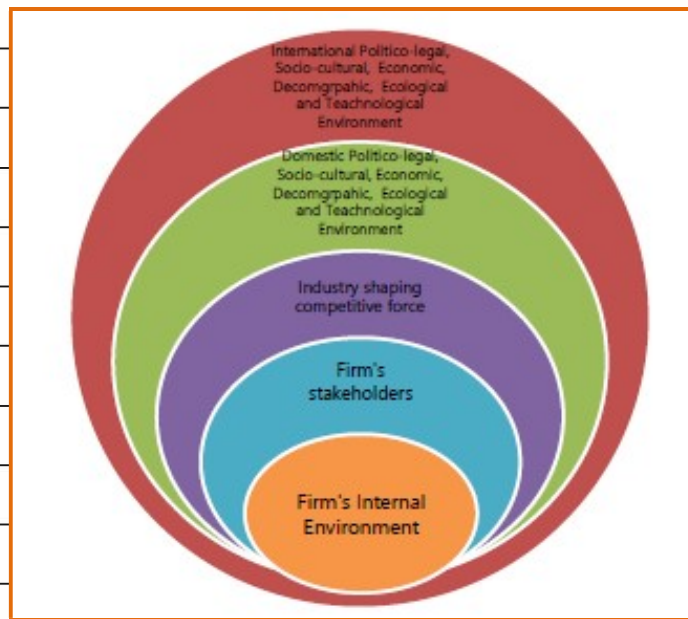 International Politico-legal,
Socio-cultural, Economic,
Decomgrpahic, Ecological
and Teachnological
Environment
Domestic Politico-legal,
Socio-cultural, Economic,
Decomgrpahic, Ecological
and Teachnological
Environment
Industry shaping
competitive force
Firm's
stakeholders
Firm's Internal
Environment